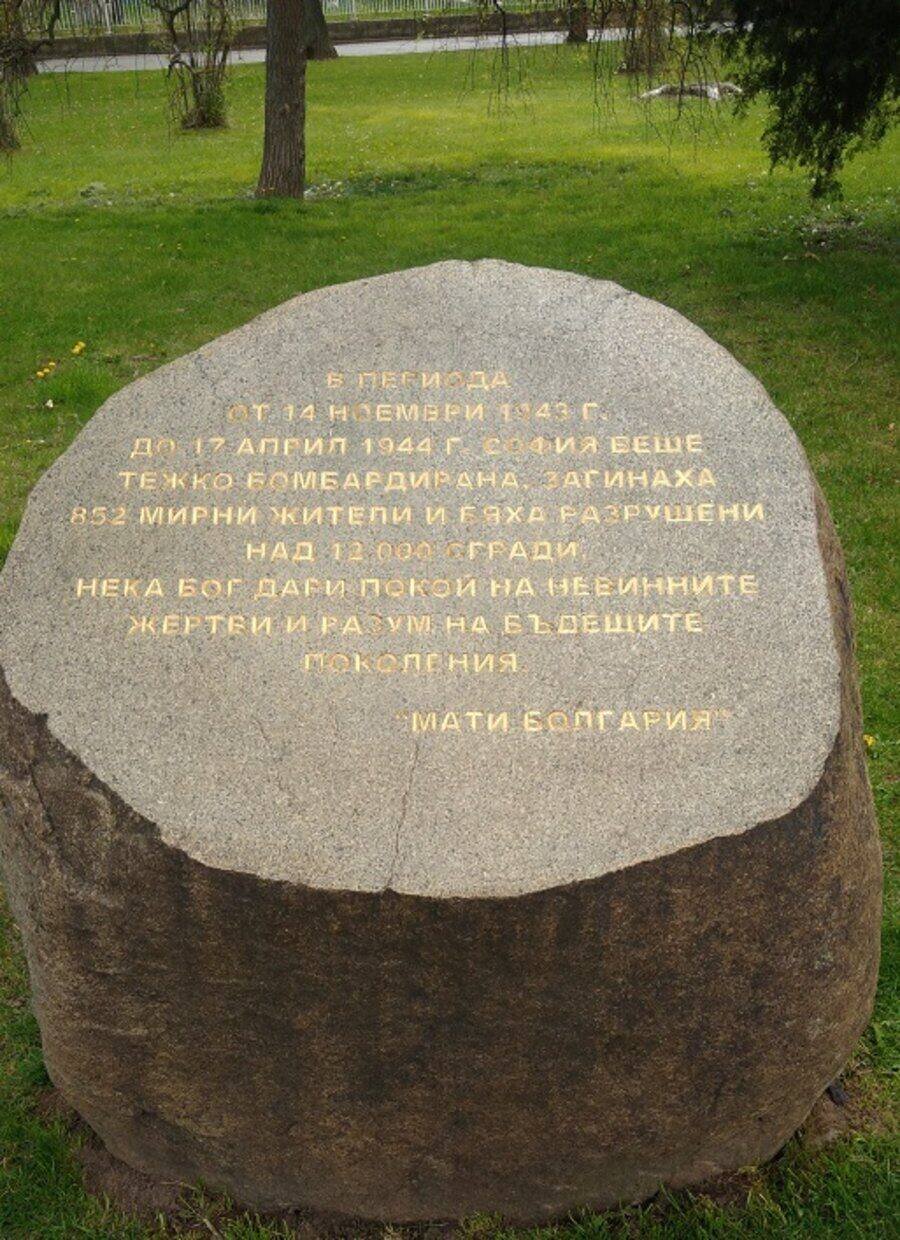 В ПЕРИОДА
ОТ 14 НОЕМВРИ 1943 Г.
ДО 17 АПРИЛ 1944 Г. СОФИЯ БЕШЕ
ТЕЖКО БОМБАРДИРАНА. ЗАГИНАХА
852 МИРНИ ЖИТЕЛИ И БЯХА РАЗРУШЕНИ
НАД 12 000 СГРАДИ.
НЕКА БОГ ДАРИ ПОКОЙ НА НЕВИННИТЕ
ЖЕРТВИ И РАЗУМ НА БЪДЕЩИТЕ
ПОКОЛЕНИЯ.
"МАТИ БОЛГАРИЯ"